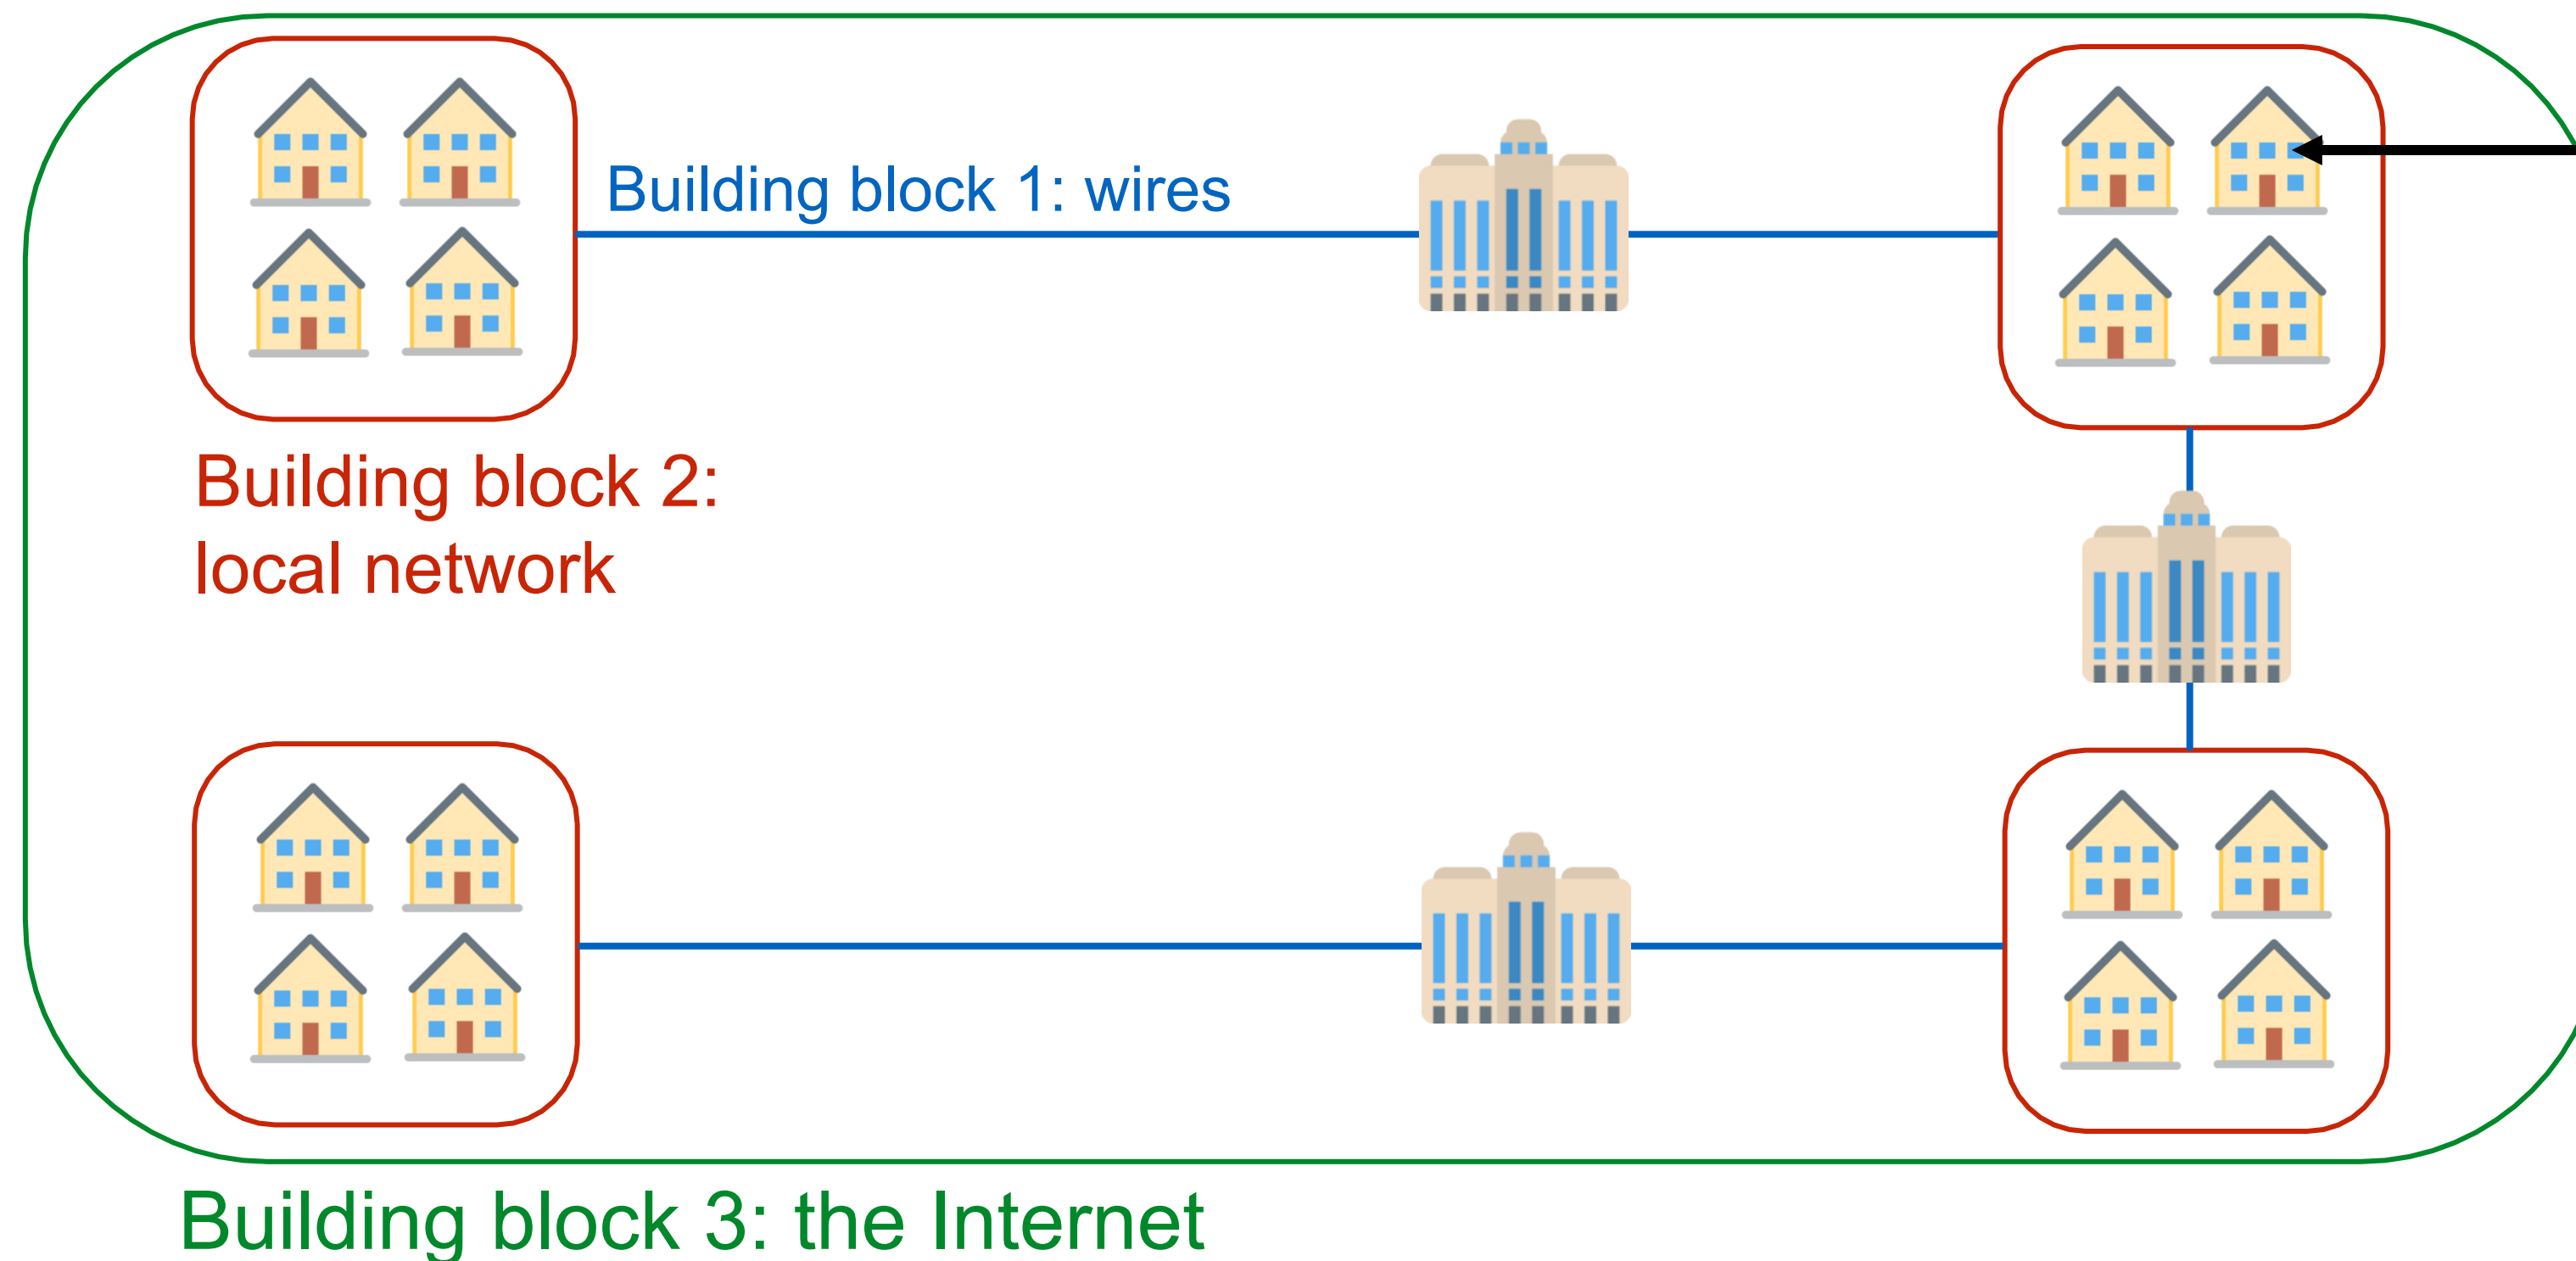 Building block 1: wires
Building block 2:
local network
Building block 3: the Internet